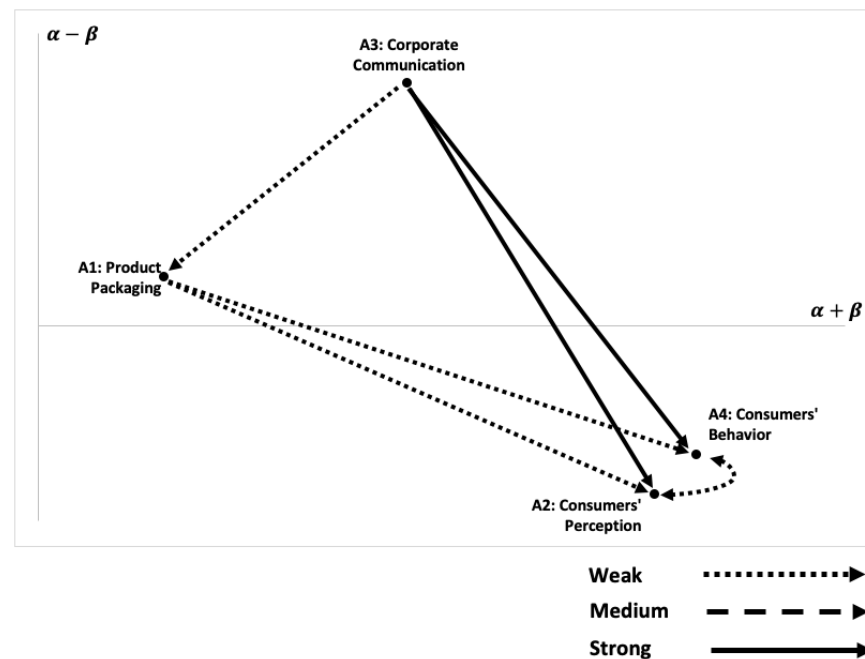 α − β
A3: Corporate
Communication
A1: Product
Packaging
α + β
A4: Consumers'
Behavior
A2: Consumers'
Perception
Weak
Medium
Strong